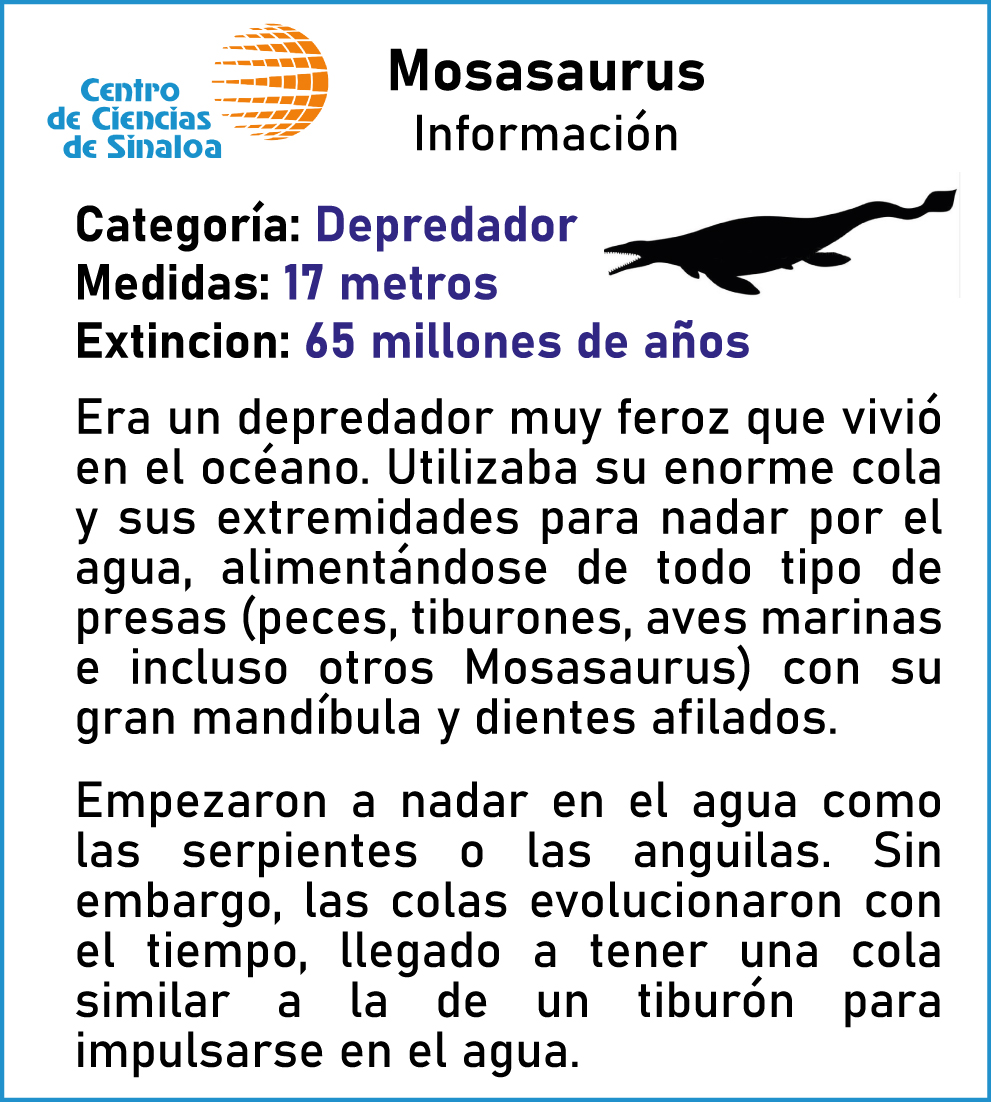 Centro
de Ciencias
de Sinaloa
Mosasaurus
Información
Categoría: Depredador
Medidas: 17 metros
Extincion: 65 millones de años
Era un depredador muy feroz que vivió
en el océano. Utilizaba su enorme cola
y sus extremidades para nadar por el
agua, alimentándose de todo tipo de
presas (peces, tiburones, aves marinas
e incluso otros Mosasaurus) con su
gran mandíbula y dientes afilados.
Empezaron a nadar en el agua como
las serpientes o las anguilas. Sin
embargo, las colas evolucionaron con
el tiempo, llegado a tener una cola
similar a la de un tiburón para
impulsarse en el agua.